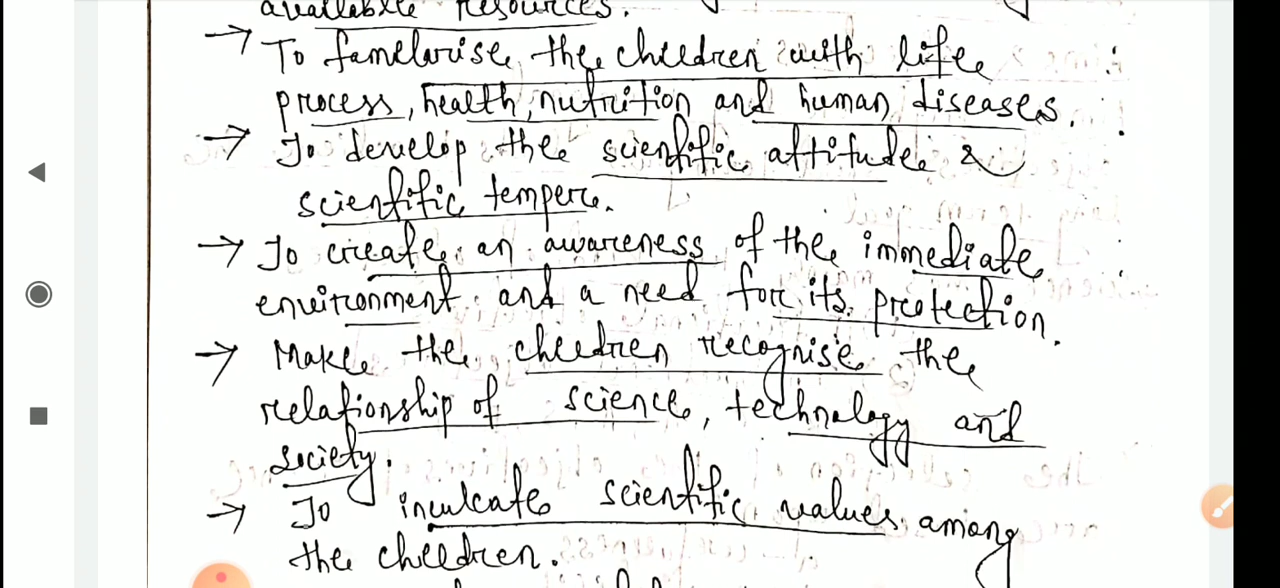 available resources.
→ To famelarise the children with life
process, health, nutrition and human diseases.
→ To develop the scientific attitude &
scientific temper.
→ To create an awareness of the immediate
environment and a need for its protection.
→ Make the children recognise the
relationship of science, technology and
society.
→ To inculcate scientific values among
the children.